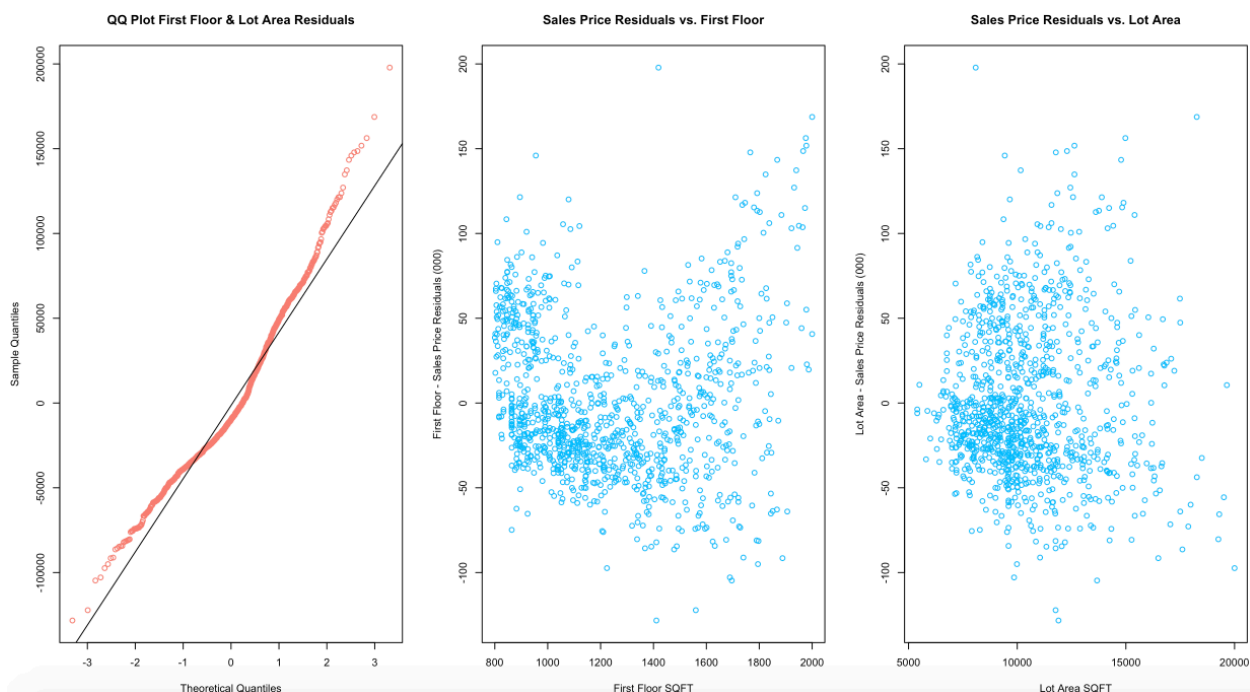 QQ Plot First Floor & Lot Area Residuals
Sample Quantiles
200000
150000
100000
50000
0
-50000
-100000
-3 -2 -1 0 1 2 3
Theoretical Quantiles
Sales Price Residuals vs. First Floor
First Floor - Sales Price Residuals (000)
200
150
100
50
0
-50
-100
800 1000 1200 1400 1600 1800 2000
First Floor SQFT
Sales Price Residuals vs. Lot Area
Lot Area - Sales Price Residuals (000)
200
150
100
50
0
-50
-100
5000 10000 15000 20000
Lot Area SQFT